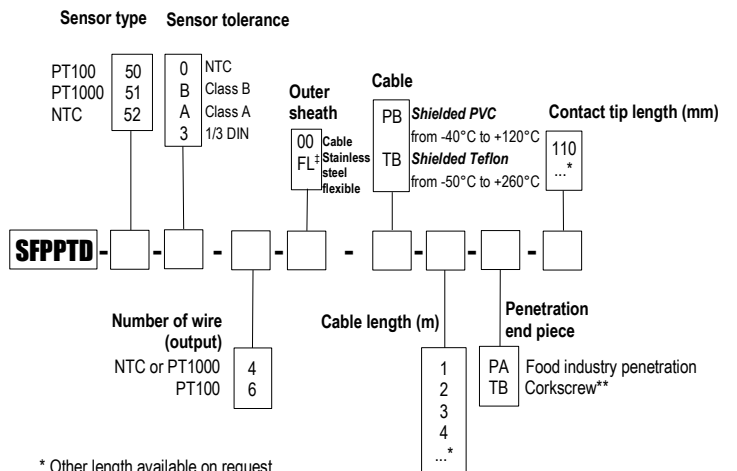 Sensor type
Sensor tolerance
PT100 50
PT1000 51
NTC 52
0 NTC
B Class B
A Class A
3 1/3 DIN
Outer
sheath
00 Cable
FL‡ Stainless
steel
flexible
Cable
PB Shielded PVC
from -40°C to +120°C
TB Shielded Teflon
from -50°C to +260°C
Contact tip length (mm)
110
...*
SFPPTD - - - - - - - -
Number of wire
(output)
NTC or PT1000 4
PT100 6
Cable length (m)
1
2
3
4
...*
Penetration
end piece
PA Food industry penetration
TB Corkscrew**
* Other length available on request